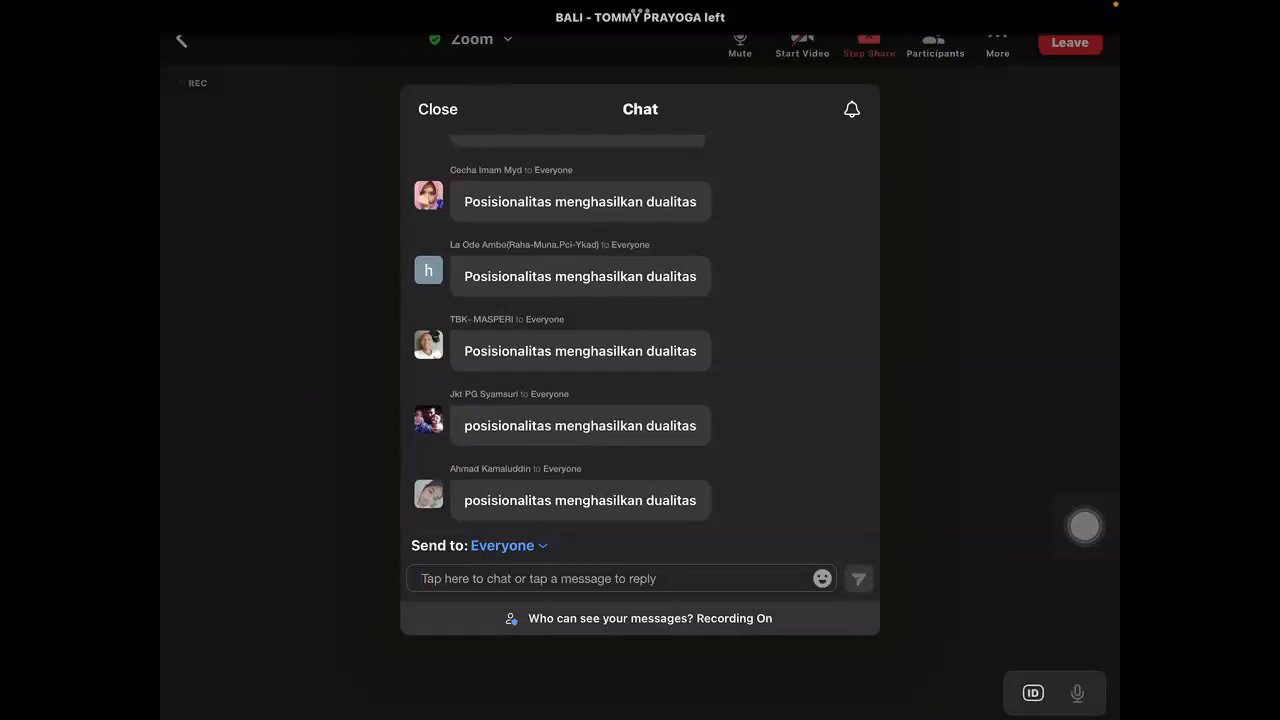 BALI - TOMMY PRAYOGA left
Zoom
Mute
Start Video
Stop Share
Participants
More
Leave
REC
Close
Chat
Cecha Imam Myd to Everyone
Posisionalitas menghasilkan dualitas
La Ode Ambo(Raha-Muna.Pci-Ykad) to Everyone
h
Posisionalitas menghasilkan dualitas
TBK- MASPERI to Everyone
Posisionalitas menghasilkan dualitas
Jkt PG Syamsuri to Everyone
posisionalitas menghasilkan dualitas
Ahmad Kamaluddin to Everyone
posisionalitas menghasilkan dualitas
Send to: Everyone
Tap here to chat or tap a message to reply
Who can see your messages? Recording On
ID